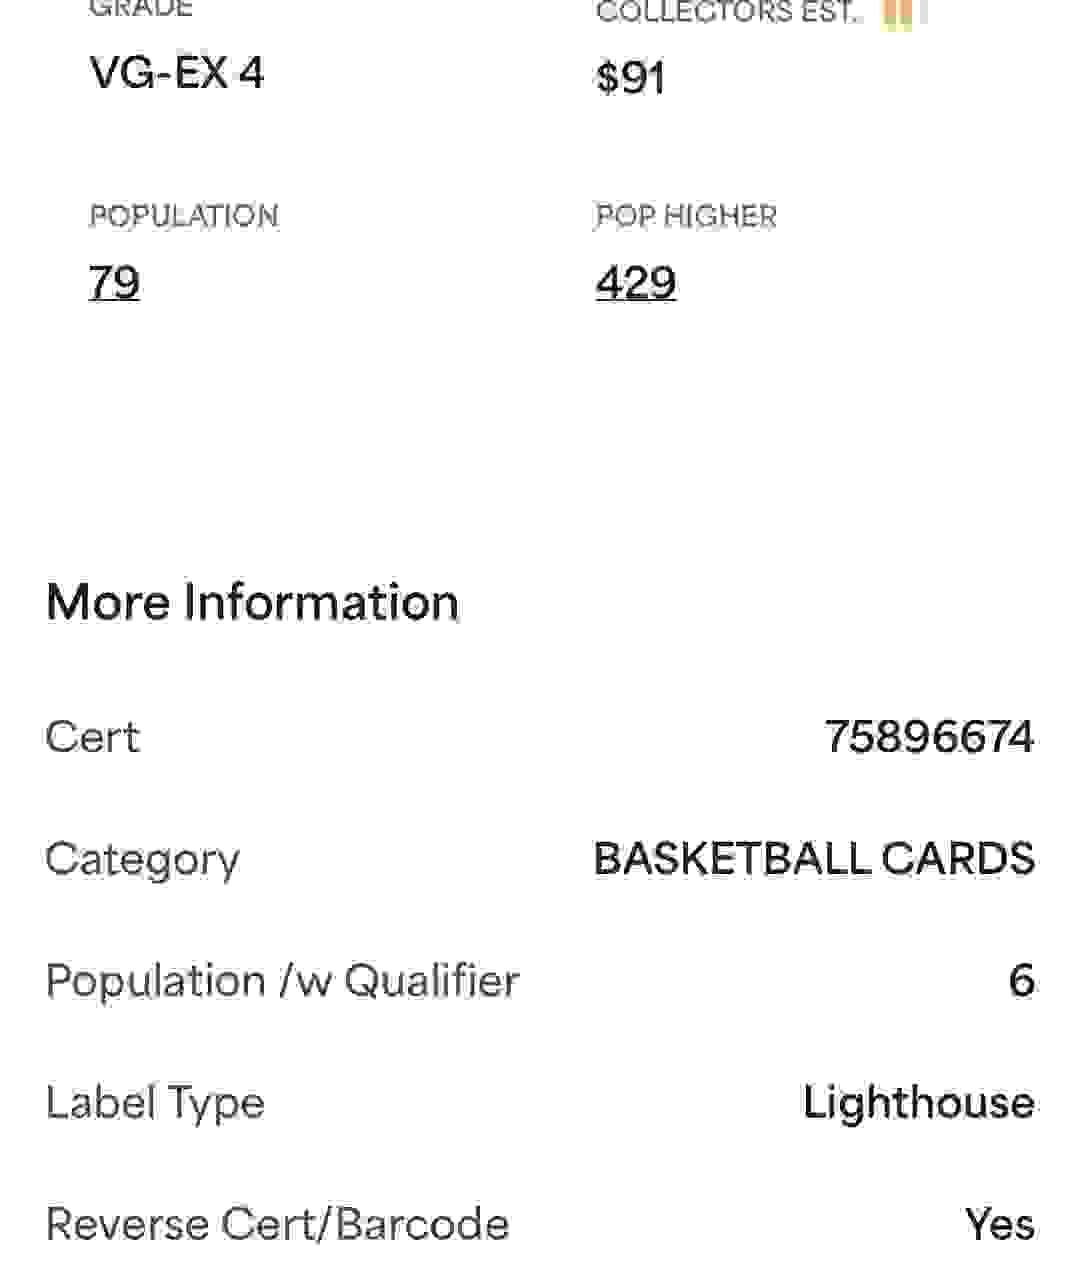 GRADE
COLLECTORS EST.
VG-EX 4
$91
POPULATION
POP HIGHER
79
429
More Information
Cert
75896674
Category
BASKETBALL CARDS
Population /w Qualifier
6
Label Type
Lighthouse
Reverse Cert/Barcode
Yes